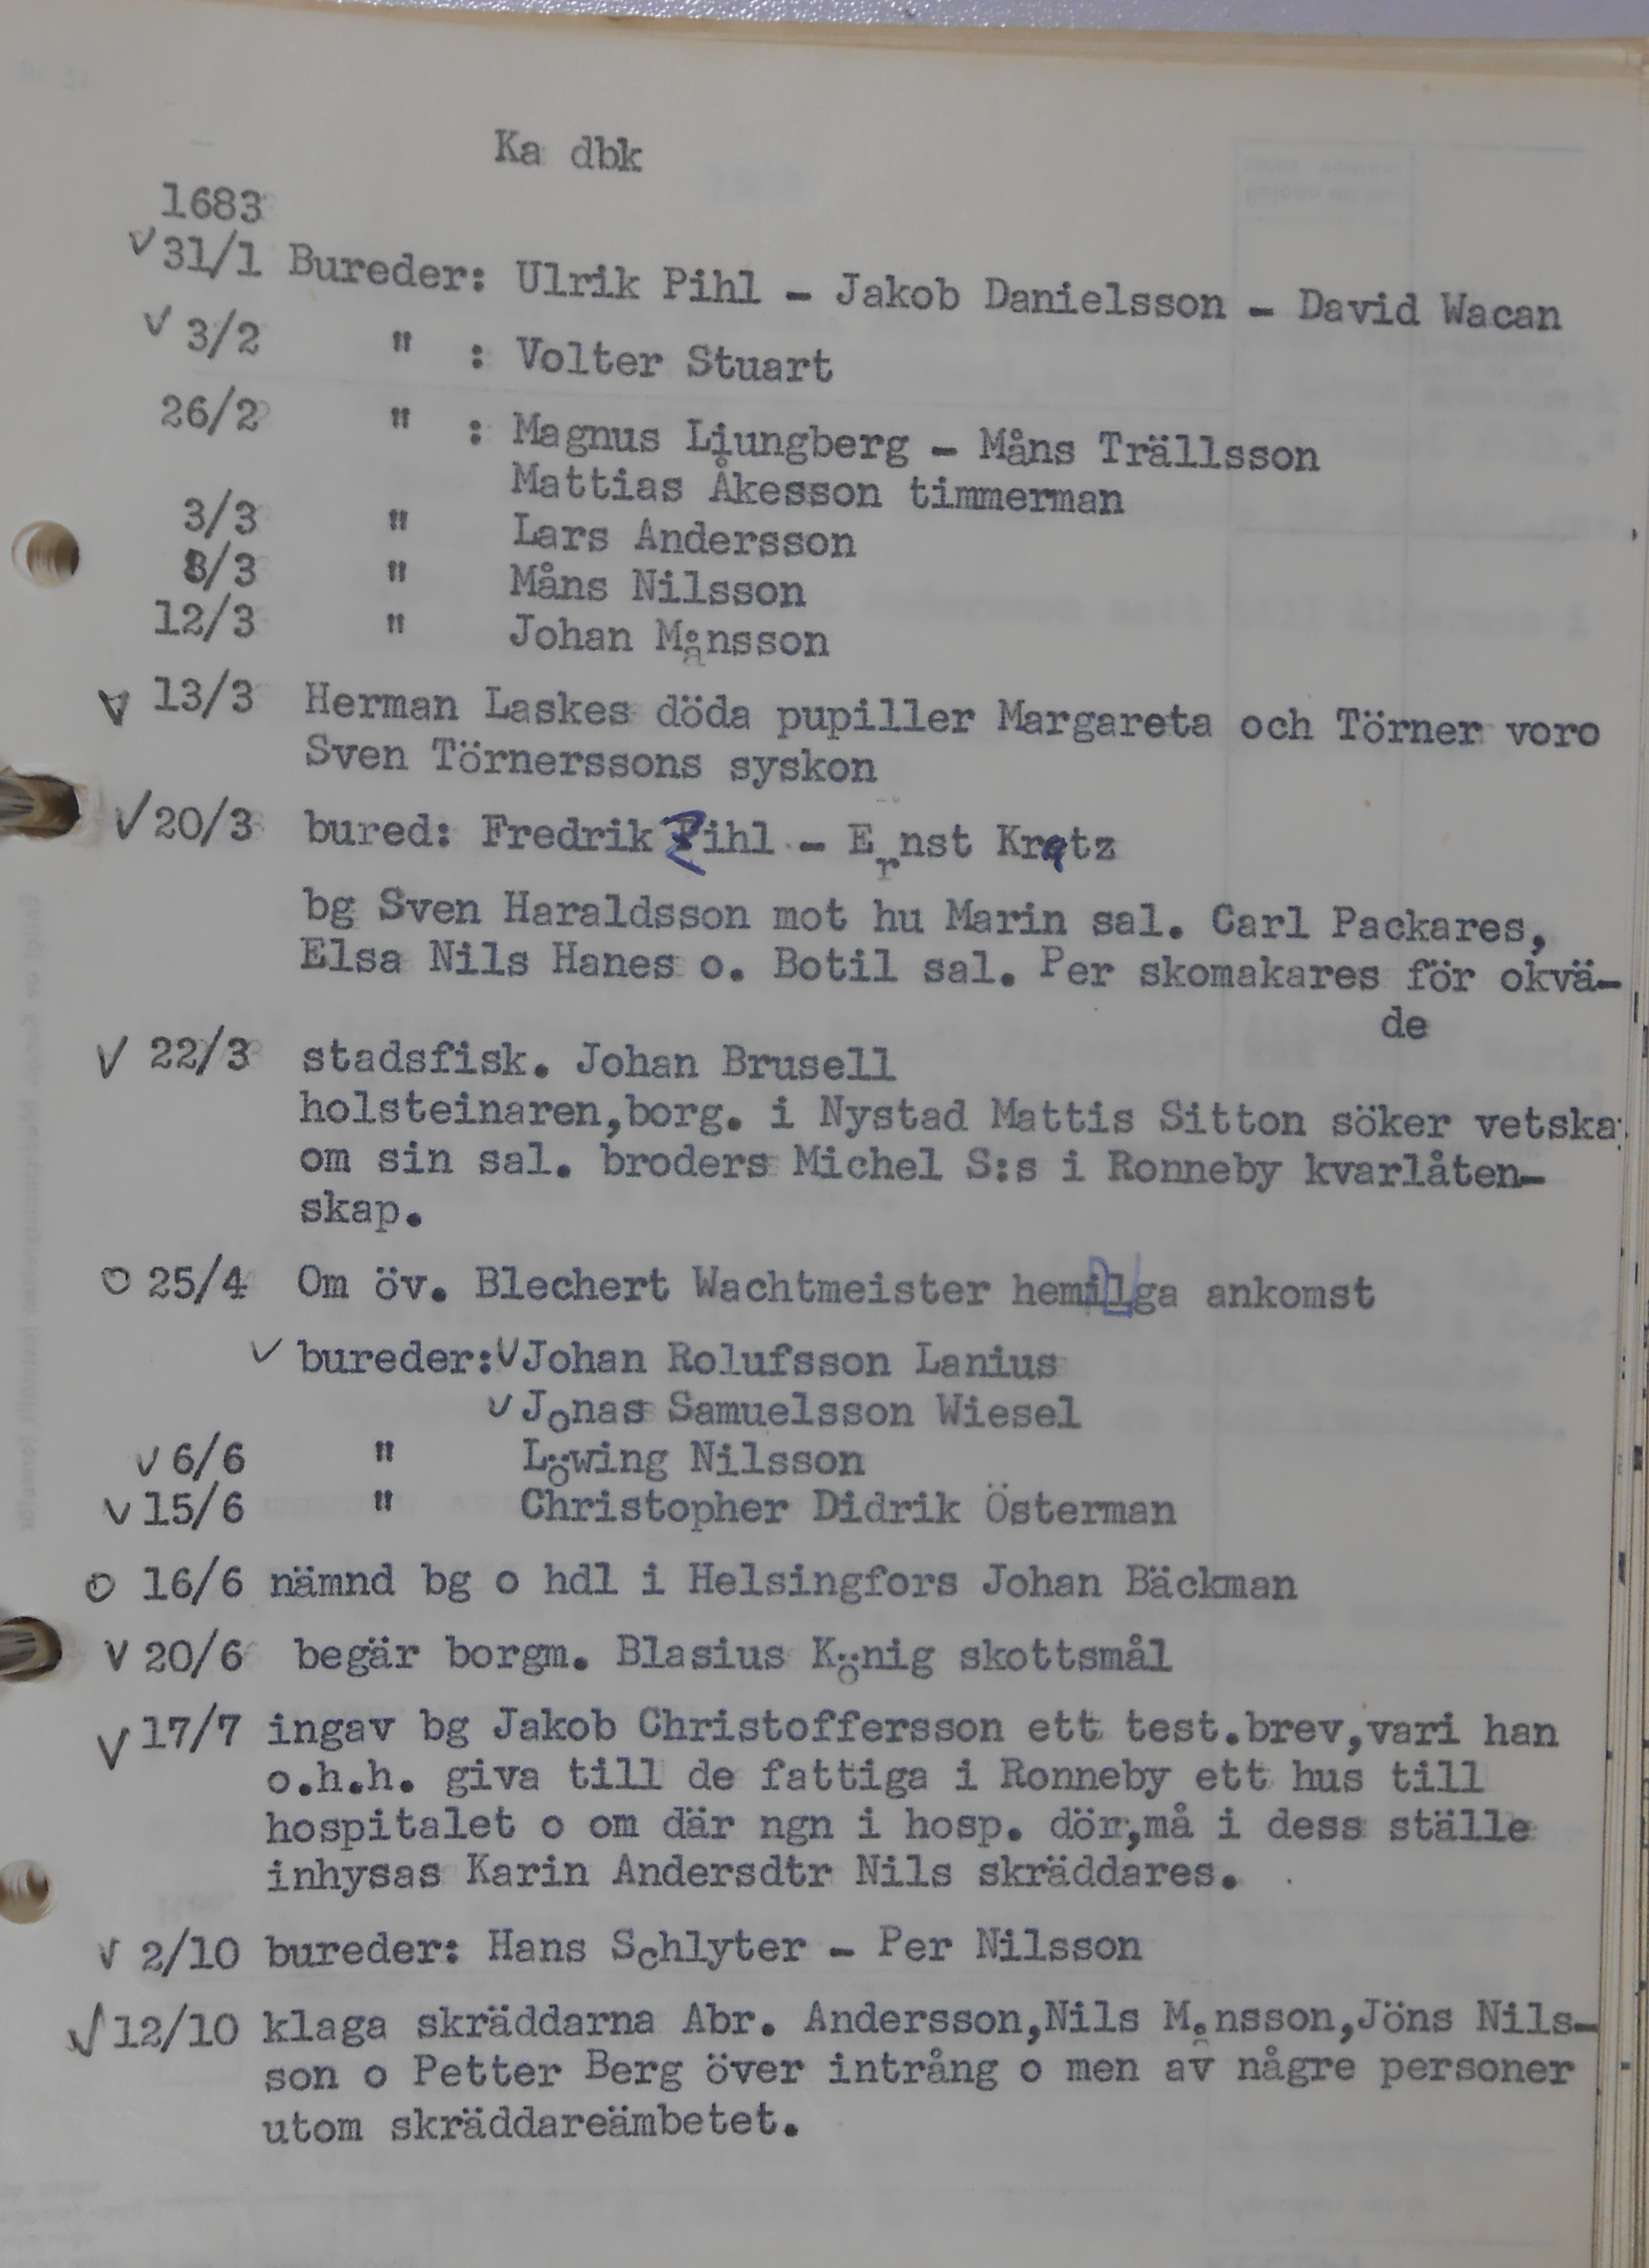 Ka dbk
1683
31/1 Bureder: Ulrik Pihl - Jakob Danielsson - David Wacan
3/2 " : Volter Stuart
26/2 " : Magnus Liungberg - Måns Trällsson
Mattias Åkesson timmerman
3/3 " Lars Andersson
8/3 " Måns Nilsson
12/3 " Johan Månsson
13/3 Herman Laskes döda pupiller Margareta och Törner voro
Sven Törnerssons syskon
20/3 bured: Fredrik Pihl - Ernst Kratz
bg Sven Haraldsson mot hu Marin sal. Carl Packares,
Elsa Nils Hanes o. Botil sal. Per skomakares för okvä-
de
22/3 stadsfisk. Johan Brusell
holsteinaren,borg. i Nystad Mattis Sitton söker vetska
om sin sal. broders Michel S:s i Ronneby kvarlåten-
skap.
25/4 Om öv. Blechert Wachtmeister hemilga ankomst
bureder: Johan Rolufsson Lanius
Jonas Samuelsson Wiesel
6/6 " Löwing Nilsson
15/6 " Christopher Didrik Österman
16/6 nämnd bg o hdl i Helsingfors Johan Bäckman
20/6 begär borgm. Blasius König skottsmål
17/7 ingav bg Jakob Christoffersson ett test.brev,vari han
o.h.h. giva till de fattiga i Ronneby ett hus till
hospitalet o om där ngn i hosp. dör,må i dess ställe
inhysas Karin Andersdtr Nils skräddares.
2/10 bureder: Hans Schlyter - Per Nilsson
12/10 klaga skräddarna Abr. Andersson,Nils Månsson,Jöns Nils-
son o Petter Berg över intrång o men av någre personer
utom skräddareämbetet.